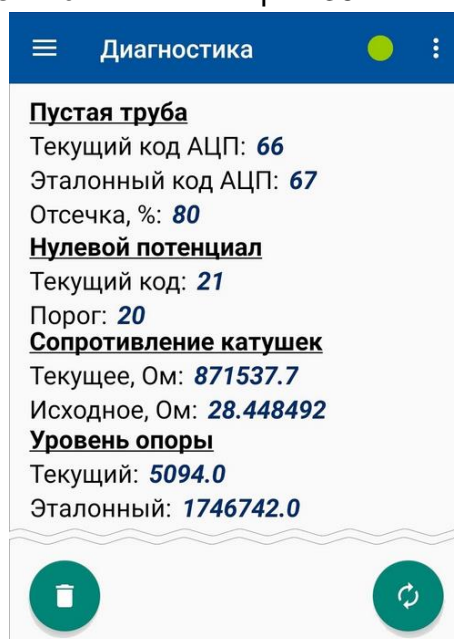 Диагностика
Пустая труба
Текущий код АЦП: 66
Эталонный код АЦП: 67
Отсечка, %: 80
Нулевой потенциал
Текущий код: 21
Порог: 20
Сопротивление катушек
Текущее, Ом: 871537.7
Исходное, Ом: 28.448492
Уровень опоры
Текущий: 5094.0
Эталонный: 1746742.0